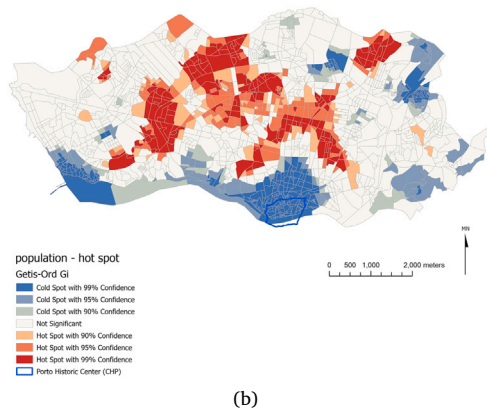 MN
0 500 1,000 2,000 meters
population - hot spot
Getis-Ord Gi
Cold Spot with 99% Confidence
Cold Spot with 95% Confidence
Cold Spot with 90% Confidence
Not Significant
Hot Spot with 90% Confidence
Hot Spot with 95% Confidence
Hot Spot with 99% Confidence
Porto Historic Center (CHP)
(b)